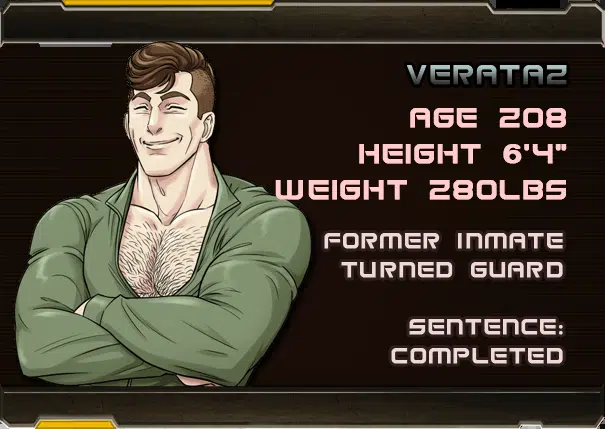 VERATAZ
AGE 208
HEIGHT 6'4"
WEIGHT 280LBS
FORMER INMATE
TURNED GUARD
SENTENCE:
COMPLETED